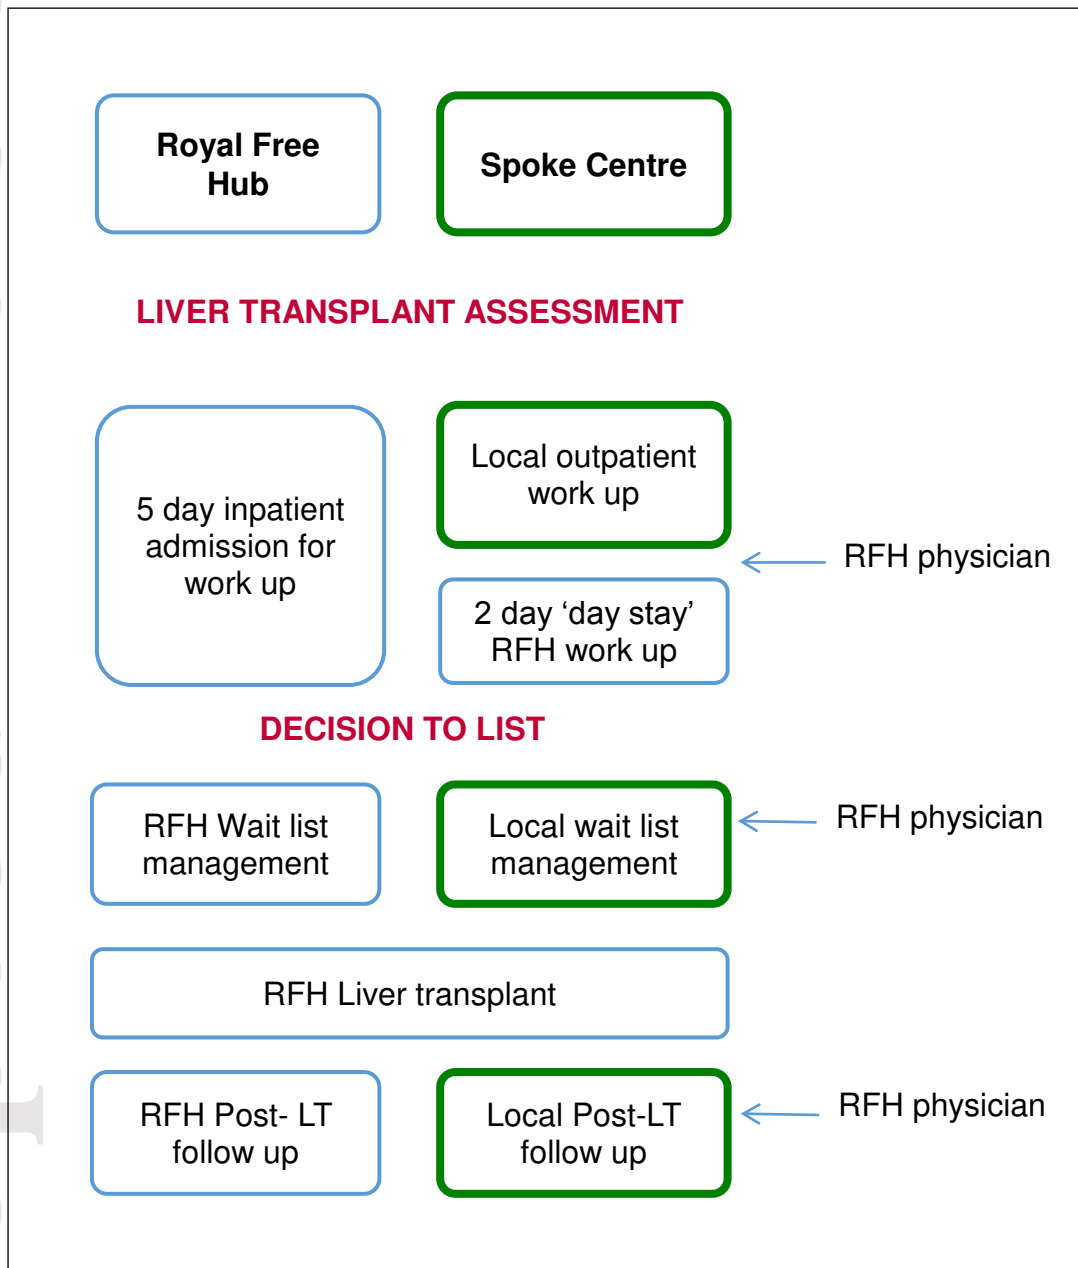 Royal Free
Hub
Spoke Centre
LIVER TRANSPLANT ASSESSMENT
5 day inpatient
admission for
work up
Local outpatient
work up
RFH physician
2 day ‘day stay’
RFH work up
DECISION TO LIST
RFH Wait list
management
Local wait list
management
RFH physician
RFH Liver transplant
RFH Post- LT
follow up
Local Post-LT
follow up
RFH physician